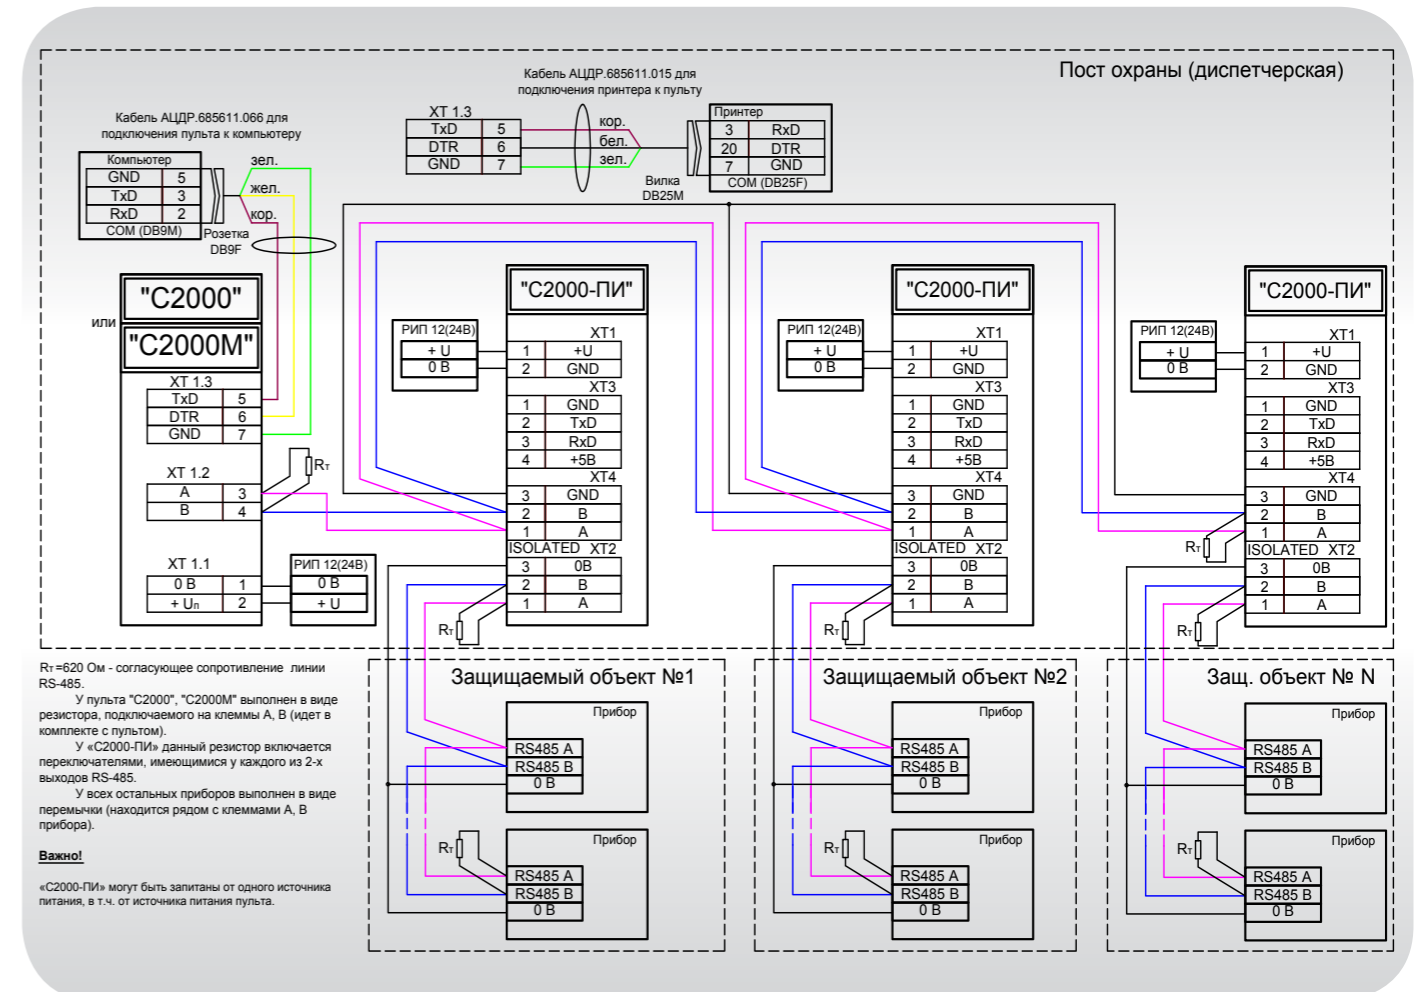 Пост охраны (диспетчерская)
Кабель АЦДР.685611.015 для
подключения принтера к пульту
Кабель АЦДР.685611.066 для
подключения пульта к компьютеру
XT 1.3
TxD 5
DTR 6
GND 7
кор.
бел.
зел.
Вилка
DB25M
Принтер
3 RxD
20 DTR
7 GND
COM (DB25F)
Компьютер
GND 5
TxD 3
RxD 2
COM (DB9M)
зел.
жел.
кор.
Розетка
DB9F
"С2000"
или
"С2000М"
XT 1.3
TxD 5
DTR 6
GND 7
XT 1.2
A 3
B 4
Rт
XT 1.1
0 В 1
+ Uп 2
РИП 12(24В)
0 В
+ U
"С2000-ПИ"
РИП 12(24В)
+ U
0 В
XT1
1 +U
2 GND
XT3
1 GND
2 TxD
3 RxD
4 +5В
XT4
3 GND
2 B
1 A
ISOLATED XT2
3 0В
2 B
1 A
Rт
"С2000-ПИ"
РИП 12(24В)
+ U
0 В
XT1
1 +U
2 GND
XT3
1 GND
2 TxD
3 RxD
4 +5В
XT4
3 GND
2 B
1 A
ISOLATED XT2
3 0В
2 B
1 A
Rт
"С2000-ПИ"
РИП 12(24В)
+ U
0 В
XT1
1 +U
2 GND
XT3
1 GND
2 TxD
3 RxD
4 +5В
XT4
3 GND
2 B
1 A
Rт
ISOLATED XT2
3 0В
2 B
1 A
Rт
Rт=620 Ом - согласующее сопротивление линии
RS-485.
У пульта "С2000", "С2000М" выполнен в виде
резистора, подключаемого на клеммы А, В (идет в
комплекте с пультом).
У «С2000-ПИ» данный резистор включается
переключателями, имеющимися у каждого из 2-х
выходов RS-485.
У всех остальных приборов выполнен в виде
перемычки (находится рядом с клеммами А, В
прибора).
Важно!
«С2000-ПИ» могут быть запитаны от одного источника
питания, в т.ч. от источника питания пульта.
Защищаемый объект №1
Прибор
RS485 A
RS485 B
0 В
Прибор
Rт
RS485 A
RS485 B
0 В
Защищаемый объект №2
Прибор
RS485 A
RS485 B
0 В
Прибор
Rт
RS485 A
RS485 B
0 В
Защ. объект № N
Прибор
RS485 A
RS485 B
0 В
Прибор
Rт
RS485 A
RS485 B
0 В